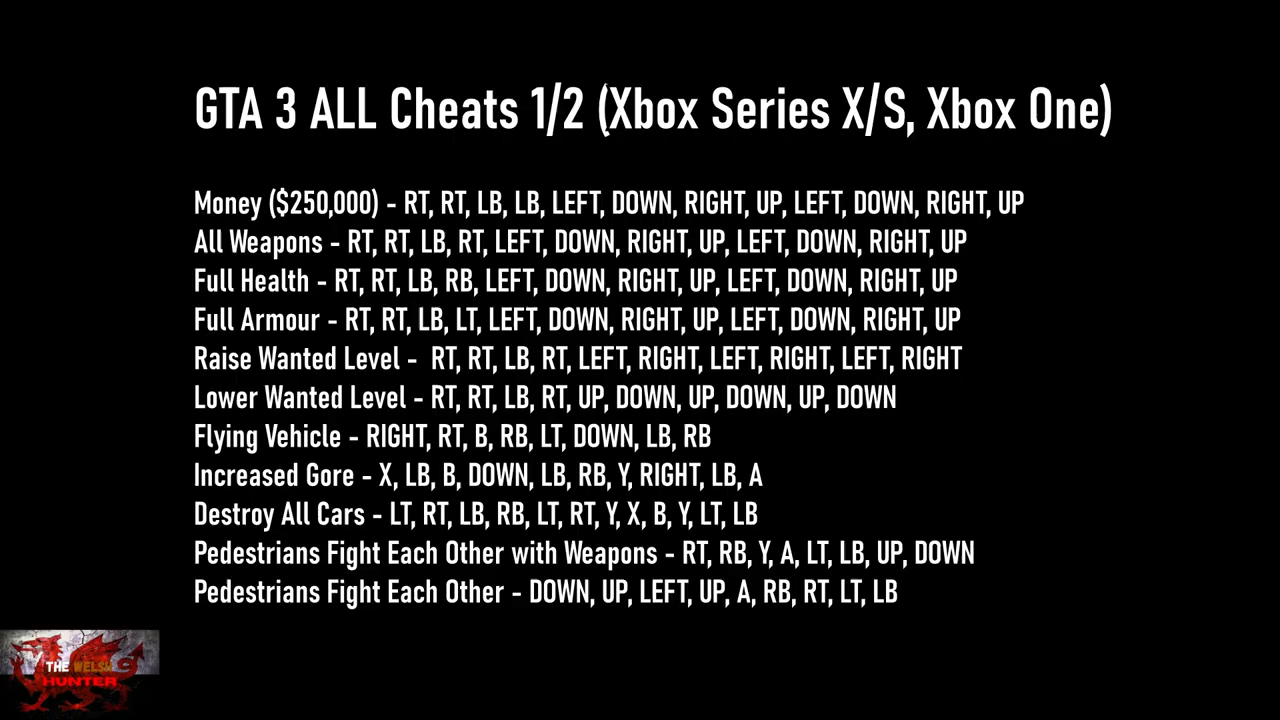 GTA 3 ALL Cheats 1/2 (Xbox Series X/S, Xbox One)
Money ($250,000) - RT, RT, LB, LB, LEFT, DOWN, RIGHT, UP, LEFT, DOWN, RIGHT, UP
All Weapons - RT, RT, LB, RT, LEFT, DOWN, RIGHT, UP, LEFT, DOWN, RIGHT, UP
Full Health - RT, RT, LB, RB, LEFT, DOWN, RIGHT, UP, LEFT, DOWN, RIGHT, UP
Full Armour - RT, RT, LB, LT, LEFT, DOWN, RIGHT, UP, LEFT, DOWN, RIGHT, UP
Raise Wanted Level - RT, RT, LB, RT, LEFT, RIGHT, LEFT, RIGHT, LEFT, RIGHT
Lower Wanted Level - RT, RT, LB, RT, UP, DOWN, UP, DOWN, UP, DOWN
Flying Vehicle - RIGHT, RT, B, RB, LT, DOWN, LB, RB
Increased Gore - X, LB, B, DOWN, LB, RB, Y, RIGHT, LB, A
Destroy All Cars - LT, RT, LB, RB, LT, RT, Y, X, B, Y, LT, LB
Pedestrians Fight Each Other with Weapons - RT, RB, Y, A, LT, LB, UP, DOWN
Pedestrians Fight Each Other - DOWN, UP, LEFT, UP, A, RB, RT, LT, LB
THE WELSH
HUNTER